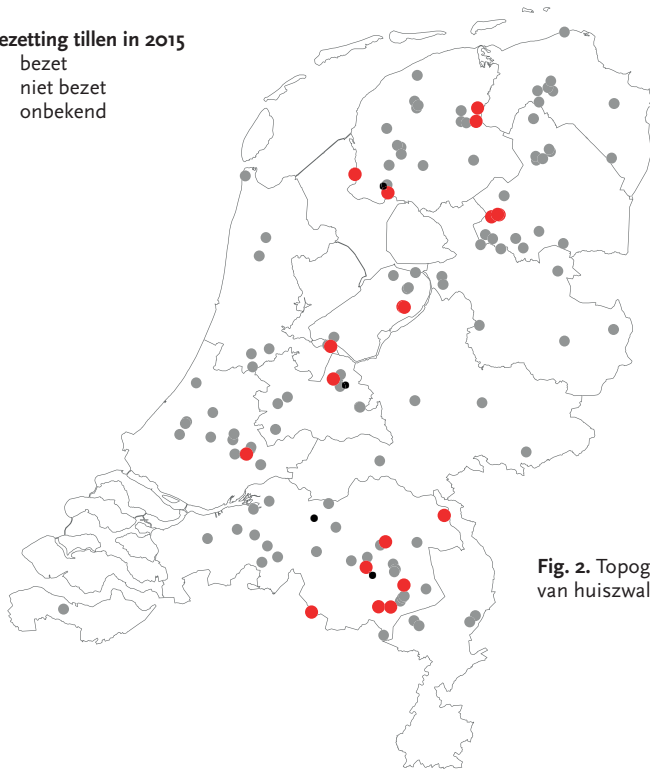 ezetting tillen in 2015
bezet
niet bezet
onbekend
Fig. 2. Topog
van huiszwal